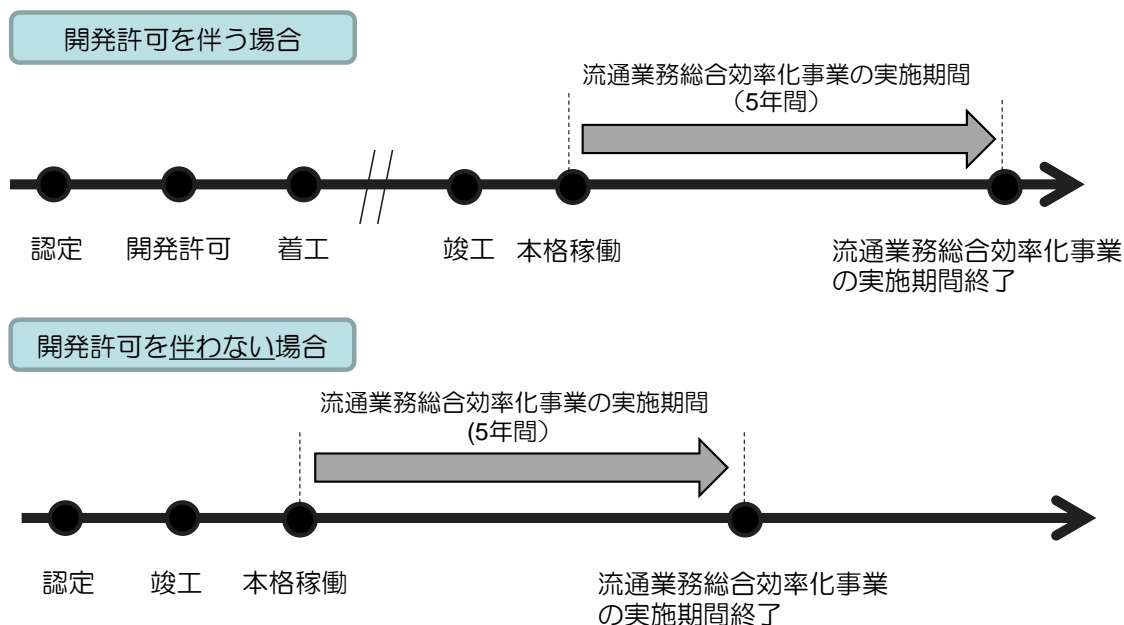 開発許可を伴う場合
流通業務総合効率化事業の実施期間
（5年間）
認定
開発許可
着工
竣工
本格稼働
流通業務総合効率化事業
の実施期間終了
開発許可を伴わない場合
流通業務総合効率化事業の実施期間
(5年間）
認定
竣工
本格稼働
流通業務総合効率化事業
の実施期間終了